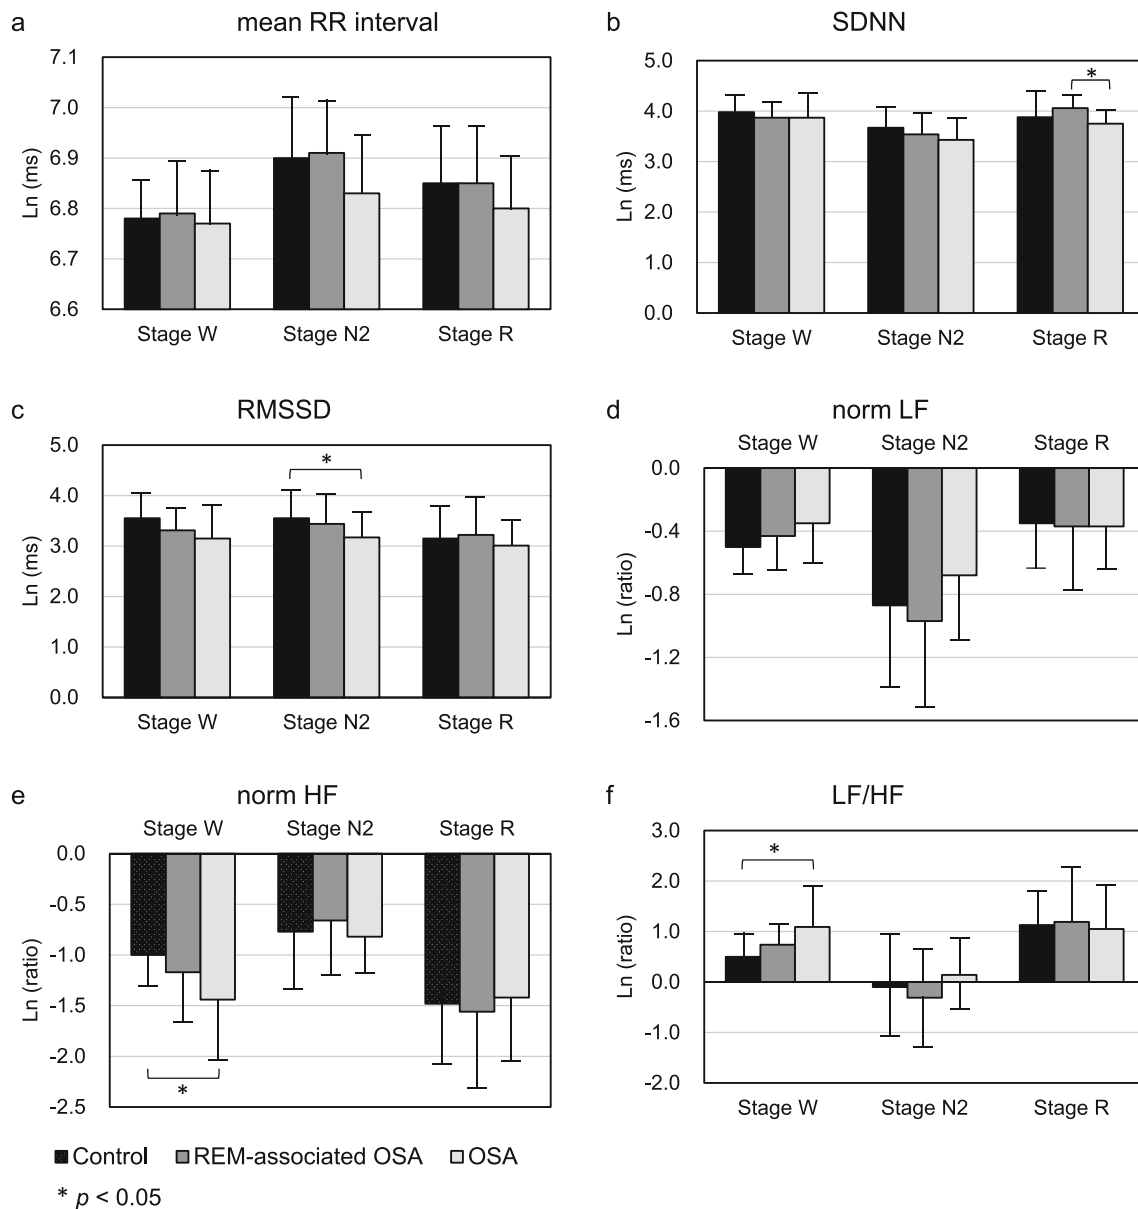 a mean RR interval
7.1
7.0
6.9
6.8
6.7
6.6
Ln (ms)
Stage W Stage N2 Stage R
b SDNN
5.0
4.0
3.0
2.0
1.0
0.0
Ln (ms)
*
Stage W Stage N2 Stage R
c RMSSD
5.0
4.0
3.0
2.0
1.0
0.0
Ln (ms)
*
Stage W Stage N2 Stage R
d norm LF
Stage W Stage N2 Stage R
0.0
-0.4
-0.8
-1.2
-1.6
Ln (ratio)
e norm HF
Stage W Stage N2 Stage R
0.0
-0.5
-1.0
-1.5
-2.0
-2.5
Ln (ratio)
*
f LF/HF
3.0
2.0
1.0
0.0
-1.0
-2.0
Ln (ratio)
*
Stage W Stage N2 Stage R
Control REM-associated OSA OSA
* p < 0.05